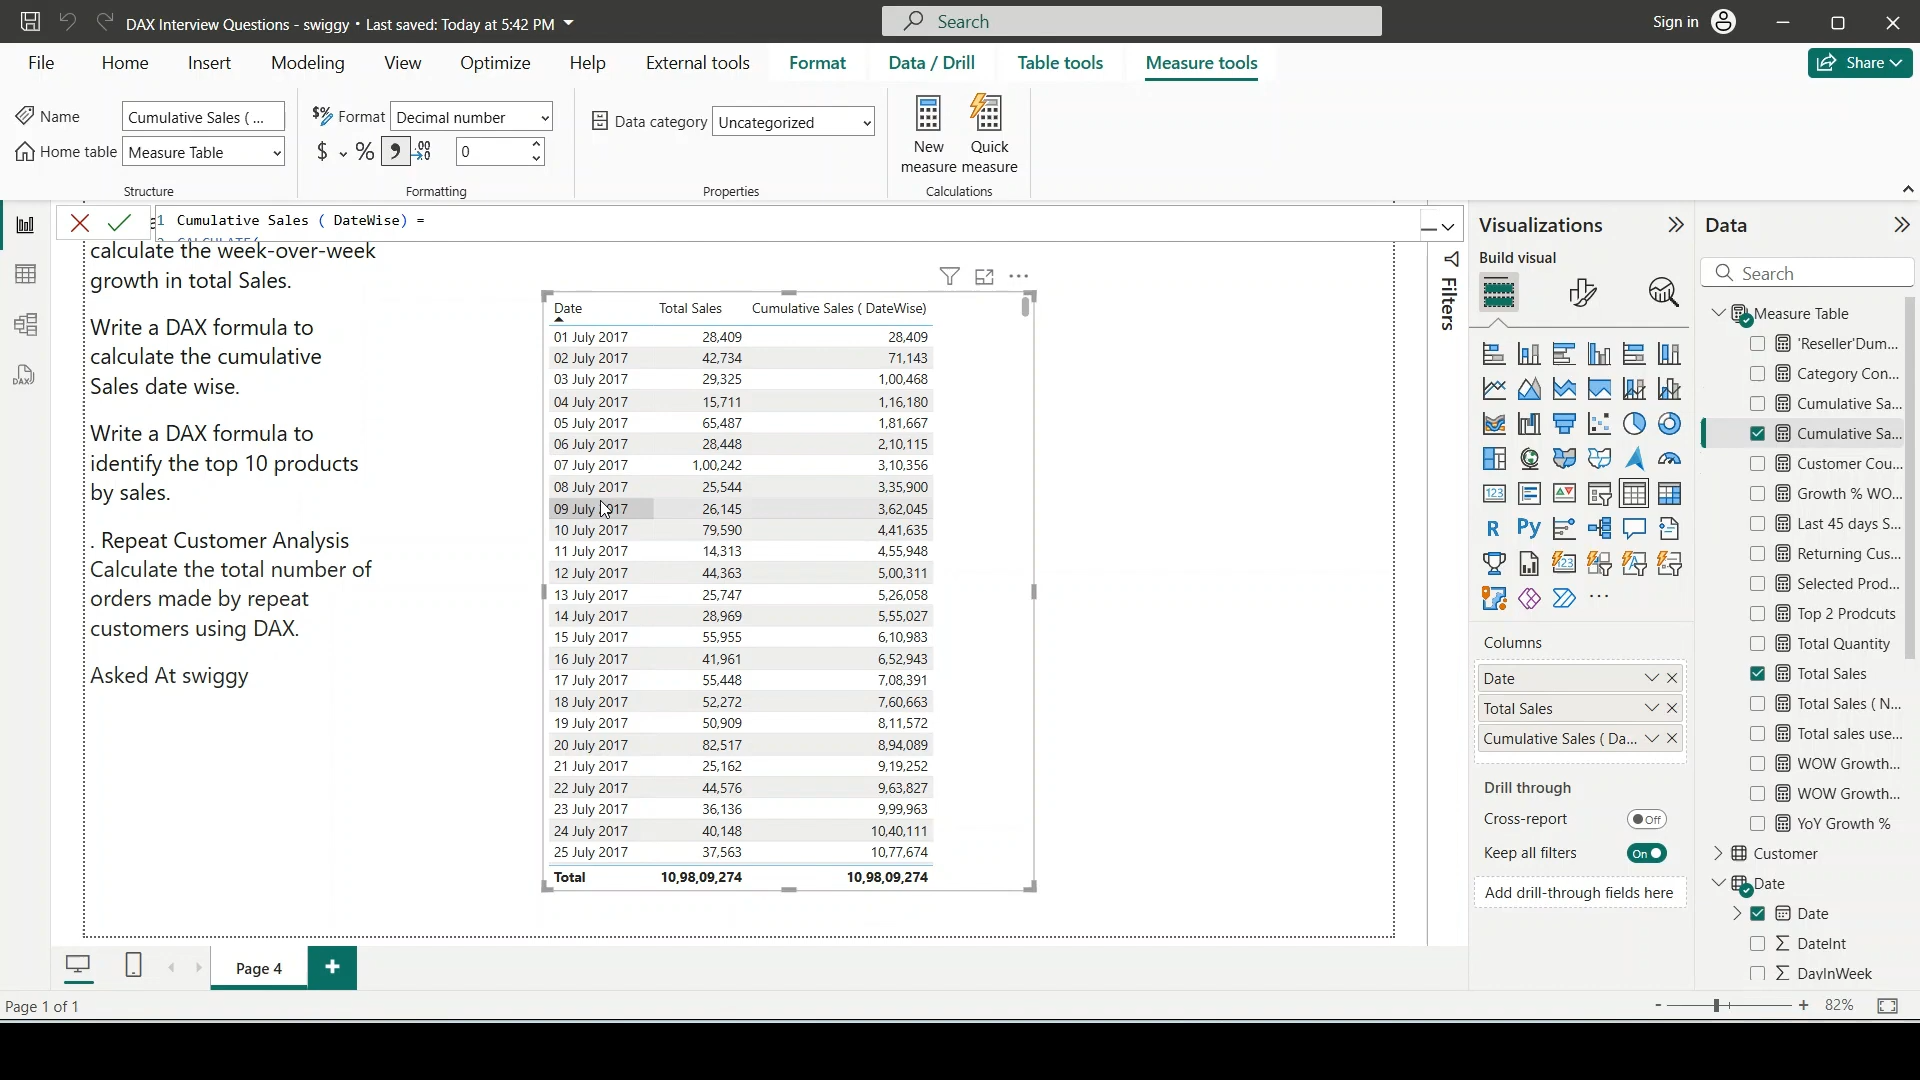 DAX Interview Questions - swiggy • Last saved: Today at 5:42 PM
Search
Sign in
File Home Insert Modeling View Optimize Help External tools Format Data / Drill Table tools Measure tools
Share
Name Cumulative Sales ( ...
Home table Measure Table
Structure
$% Format Decimal number
$ % , .00 0
Formatting
Data category Uncategorized
Properties
New measure
Quick measure
Calculations
1 Cumulative Sales ( DateWise) =
calculate the week-over-week
growth in total Sales.
Write a DAX formula to
calculate the cumulative
Sales date wise.
Write a DAX formula to
identify the top 10 products
by sales.
. Repeat Customer Analysis
Calculate the total number of
orders made by repeat
customers using DAX.
Asked At swiggy
Date Total Sales Cumulative Sales ( DateWise)
01 July 2017 28,409 28,409
02 July 2017 42,734 71,143
03 July 2017 29,325 1,00,468
04 July 2017 15,711 1,16,180
05 July 2017 65,487 1,81,667
06 July 2017 28,448 2,10,115
07 July 2017 1,00,242 3,10,356
08 July 2017 25,544 3,35,900
09 July 2017 26,145 3,62,045
10 July 2017 79,590 4,41,635
11 July 2017 14,313 4,55,948
12 July 2017 44,363 5,00,311
13 July 2017 25,747 5,26,058
14 July 2017 28,969 5,55,027
15 July 2017 55,955 6,10,983
16 July 2017 41,961 6,52,943
17 July 2017 55,448 7,08,391
18 July 2017 52,272 7,60,663
19 July 2017 50,909 8,11,572
20 July 2017 82,517 8,94,089
21 July 2017 25,162 9,19,252
22 July 2017 44,576 9,63,827
23 July 2017 36,136 9,99,963
24 July 2017 40,148 10,40,111
25 July 2017 37,563 10,77,674
Total 10,98,09,274 10,98,09,274
Filters
Visualizations
Build visual
123
R Py
Columns
Date
Total Sales
Cumulative Sales ( Da...
Drill through
Cross-report Off
Keep all filters On
Add drill-through fields here
Data
Search
Measure Table
'Reseller'Dum...
Category Con...
Cumulative Sa...
Cumulative Sa...
Customer Cou...
Growth % WO...
Last 45 days S...
Returning Cus...
Selected Prod...
Top 2 Prodcuts
Total Quantity
Total Sales
Total Sales ( N...
Total sales use...
WOW Growth...
WOW Growth...
YoY Growth %
Customer
Date
Date
DateInt
DayInWeek
Page 4
Page 1 of 1
82%